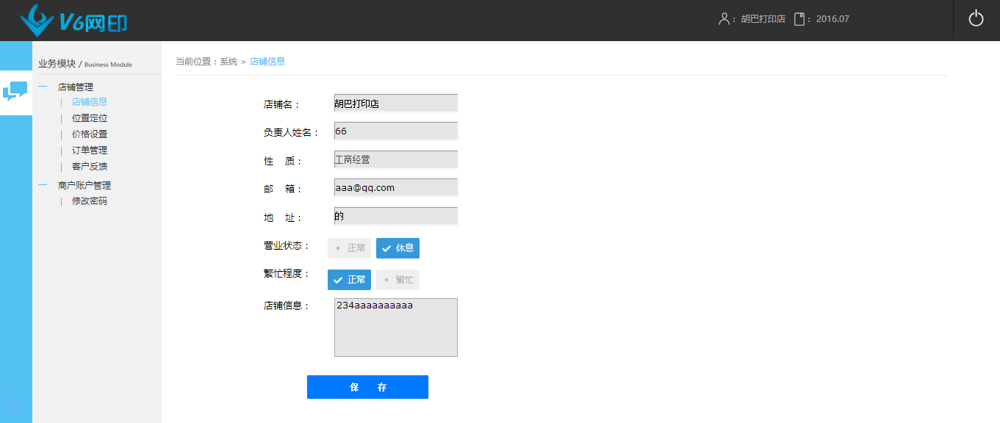 V6网印
： 胡巴打印店 ： 2016.07
业务模块 / Business Module
店铺管理
店铺信息
位置定位
价格设置
订单管理
客户反馈
商户账户管理
修改密码
当前位置：系统 > 店铺信息
店铺名： 胡巴打印店
负责人姓名： 66
性 质： 工商经营
邮 箱： aaa@qq.com
地 址： 的
营业状态： 正常 休息
繁忙程度： 正常 繁忙
店铺信息： 234aaaaaaaaaa
保 存